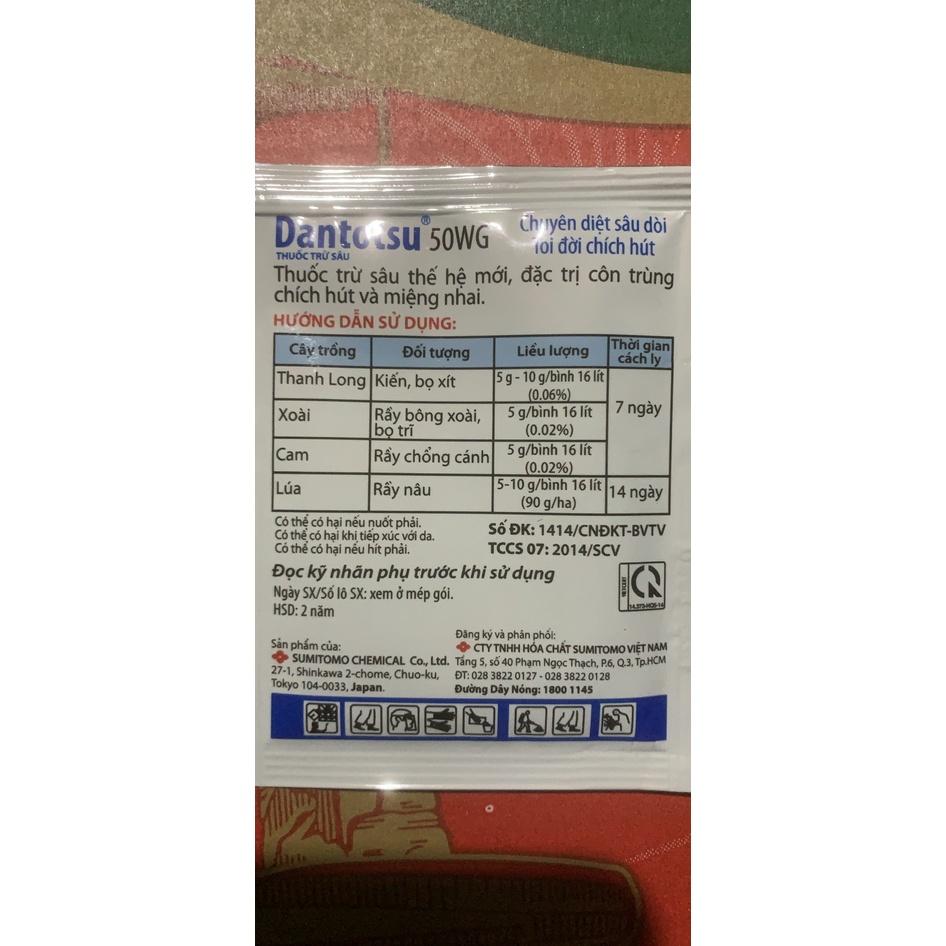 Dantotsu® 50WG
THUỐC TRỪ SÂU
Chuyên diệt sâu dòi
loi đời chích hút
Thuốc trừ sâu thế hệ mới, đặc trị côn trùng
chích hút và miệng nhai.
HƯỚNG DẪN SỬ DỤNG:
Cây trồng Đối tượng Liều lượng Thời gian cách ly
Thanh Long Kiến, bọ xít 5 g - 10 g/bình 16 lít (0.06%) 7 ngày
Xoài Rầy bông xoài, bọ trĩ 5 g/bình 16 lít (0.02%)
Cam Rầy chổng cánh 5 g/bình 16 lít (0.02%)
Lúa Rầy nâu 5-10 g/bình 16 lít (90 g/ha) 14 ngày
Có thể có hại nếu nuốt phải.
Có thể có hại khi tiếp xúc với da.
Có thể có hại nếu hít phải.
Số ĐK: 1414/CNĐKT-BVTV
TCCS 07: 2014/SCV
Đọc kỹ nhãn phụ trước khi sử dụng
Ngày SX/Số lô SX: xem ở mép gói.
HSD: 2 năm
VIETCERT
14.373-HCIS-14
Sản phẩm của:
SUMITOMO CHEMICAL Co., Ltd.
27-1, Shinkawa 2-chome, Chuo-ku,
Tokyo 104-0033, Japan.
Đăng ký và phân phối:
CTY TNHH HÓA CHẤT SUMITOMO VIỆT NAM
Tầng 5, số 40 Phạm Ngọc Thạch, P.6, Q.3, Tp.HCM
ĐT: 028 3822 0127 - 028 3822 0128
Đường Dây Nóng: 1800 1145